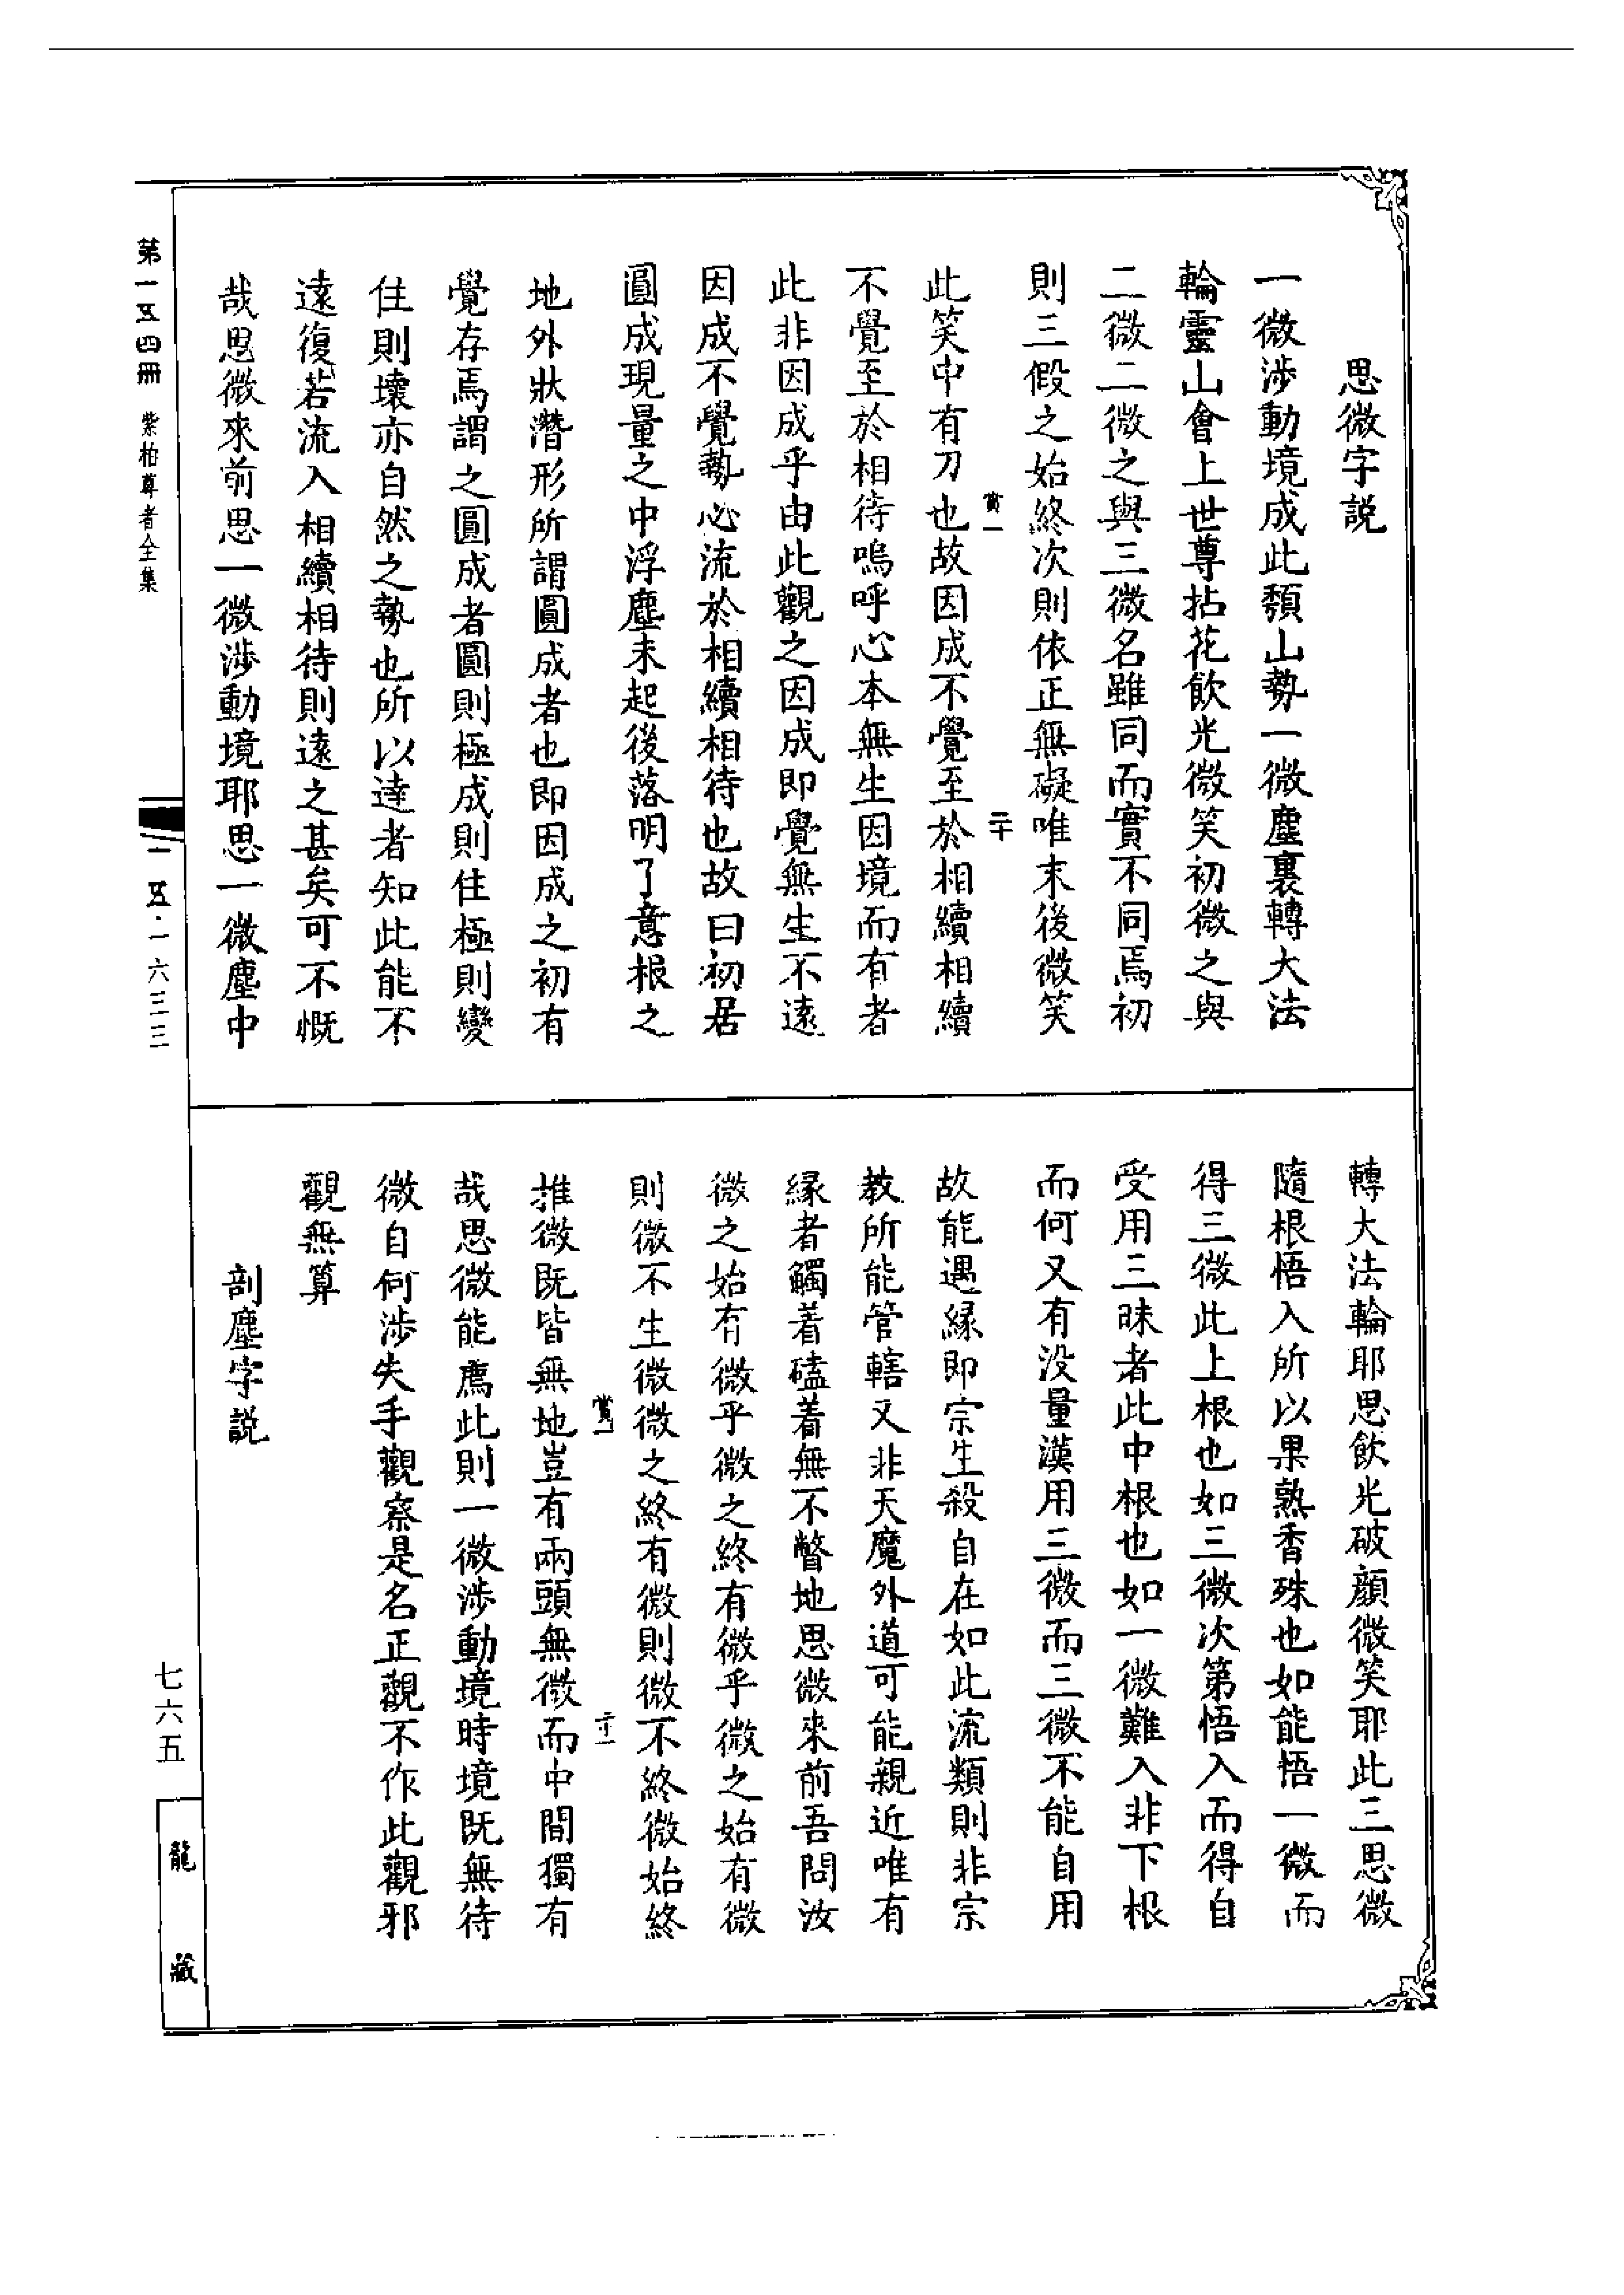 思微字説
一微涉動境成此頹山勢一微塵裏轉大法
輪靈山會上世尊拈花飲光微笑初微之與
二微二微之與三微名雖同而實不同焉初
則三假之始終次則依正無礙唯末後微笑
賞一
二十
此笑中有刀也故因成不覺至於相續相續
不覺至於相待嗚呼心本無生因境而有者
此非因成乎由此觀之因成即覺無生不遠
因成不覺勢必流於相續相待也故曰初居
圓成現量之中浮塵未起後落明了意根之
地外狀潛形所謂圓成者也即因成之初有
覺存焉謂之圓成者圓則極成則住極則變
住則壞亦自然之勢也所以達者知此能不
遠復若流入相續相待則遠之甚矣可不慨
哉思微來前思一微涉動境耶思一微塵中
轉大法輪耶思飲光破顏微笑耶此三思微
隨根悟入所以果熟香殊也如能悟一微而
得三微此上根也如三微次第悟入而得自
受用三昧者此中根也如一微難入非下根
而何又有没量漢用三微而三微不能自用
故能遇緣即宗生殺自在如此流類則非宗
教所能管轄又非天魔外道可能親近唯有
緣者觸着磕着無不瞥地思微來前吾問汝
微之始有微乎微之終有微乎微之始有微
則微不生微微之終有微則微不終微始終
賞一
二十一
推微既皆無地豈有兩頭無微而中間獨有
哉思微能薦此則一微涉動境時境既無待
微自何涉失手觀察是名正觀不作此觀邪
觀無算
剖塵字説
第一五四冊 紫柏尊者全集
一五·一六三三
七六五
龍藏